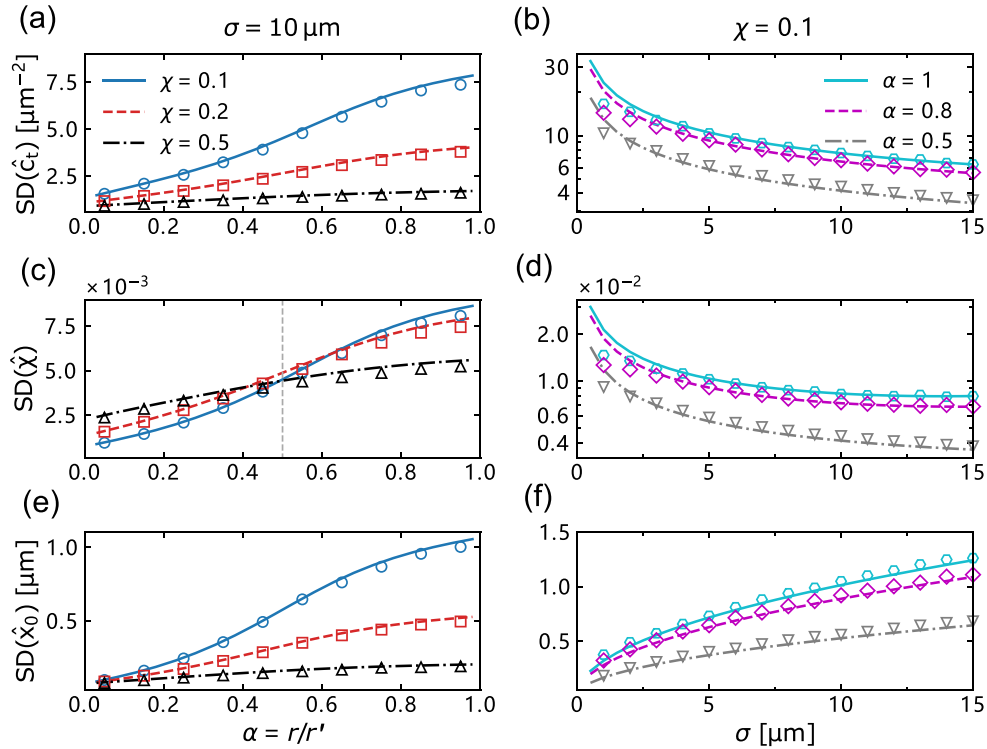 (a) σ = 10 μm (b) χ = 0.1
SD(ĉt) [μm⁻²]
7.5
5.0
2.5
χ = 0.1
χ = 0.2
χ = 0.5
0.0 0.2 0.4 0.6 0.8 1.0
30
10
6
4
α = 1
α = 0.8
α = 0.5
0 5 10 15
(c) ×10⁻³
SD(χ̂)
7.5
5.0
2.5
0.0 0.2 0.4 0.6 0.8 1.0
(d) ×10⁻²
2.0
1.0
0.6
0.4
0 5 10 15
(e)
SD(x̂₀) [μm]
1.0
0.5
0.0 0.2 0.4 0.6 0.8 1.0
α = r/r′
(f)
1.5
1.0
0.5
0 5 10 15
σ [μm]